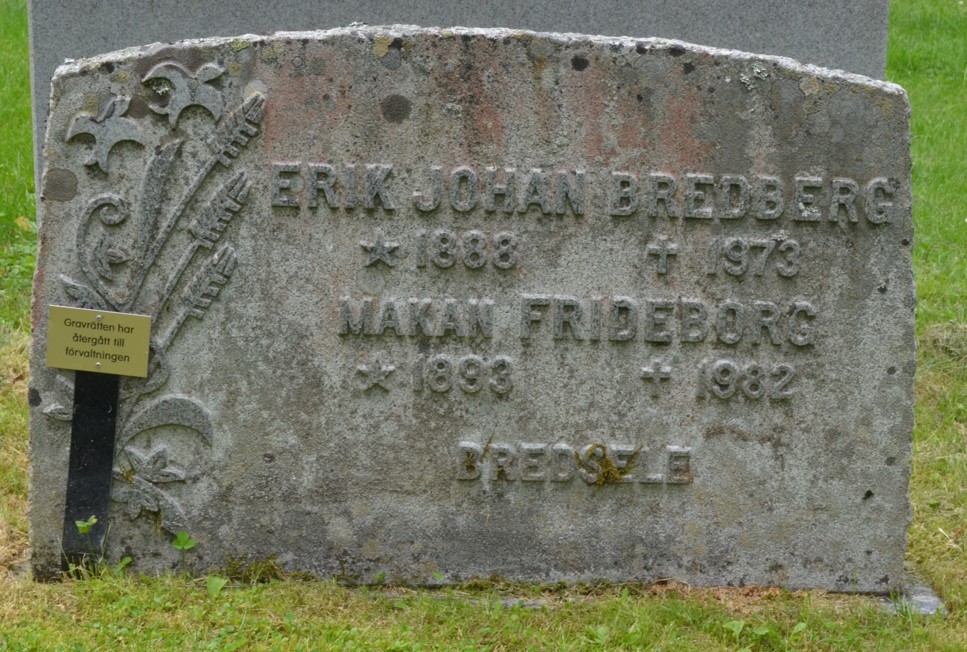 ERIK JOHAN BREDBERG
★ 1888 ✝ 1973
MAKAN FRIDEBORG
★ 1893 ✝ 1982
BREDSELE
Gravrätten har
återgått till
förvaltningen